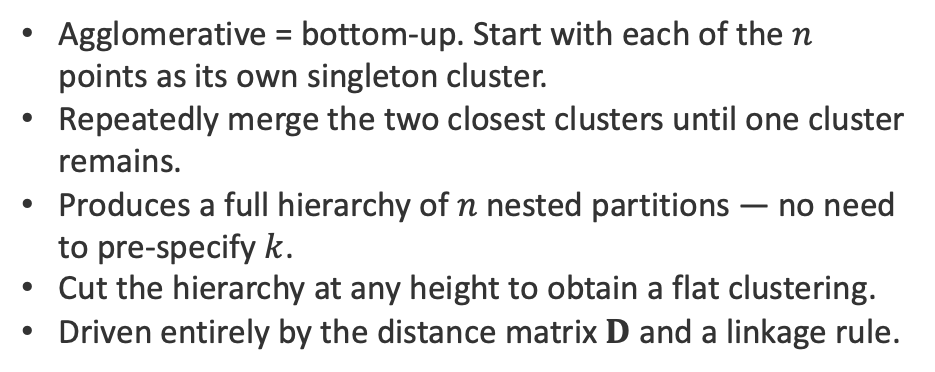 • Agglomerative = bottom-up. Start with each of the n
points as its own singleton cluster.
• Repeatedly merge the two closest clusters until one cluster
remains.
• Produces a full hierarchy of n nested partitions — no need
to pre-specify k.
• Cut the hierarchy at any height to obtain a flat clustering.
• Driven entirely by the distance matrix D and a linkage rule.